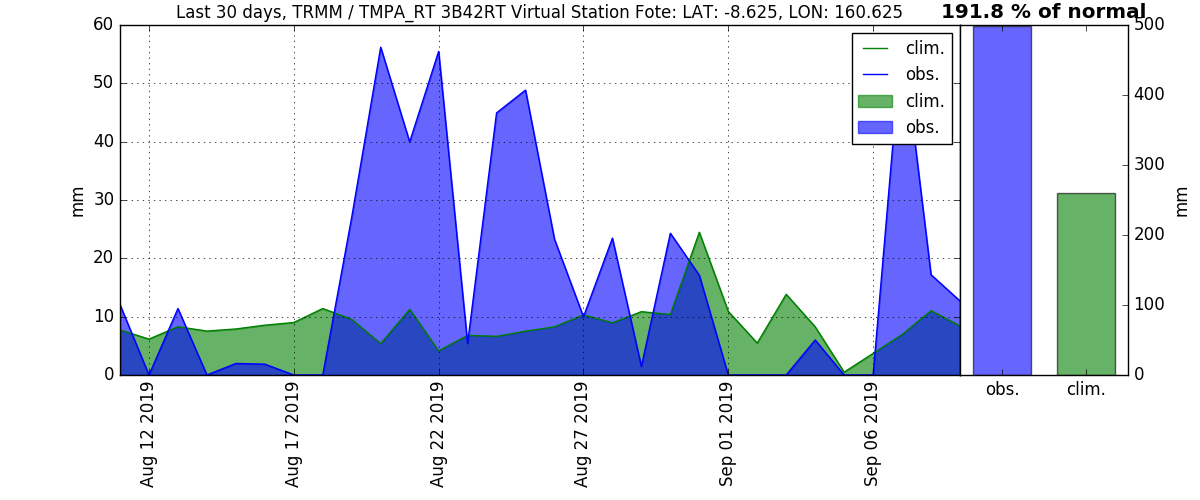 Last 30 days, TRMM / TMPA_RT 3B42RT Virtual Station Fote: LAT: -8.625, LON: 160.625
191.8 % of normal
60
50
40
30
20
10
0
mm
clim.
obs.
clim.
obs.
500
400
300
200
100
0
mm
Aug 12 2019
Aug 17 2019
Aug 22 2019
Aug 27 2019
Sep 01 2019
Sep 06 2019
obs.
clim.